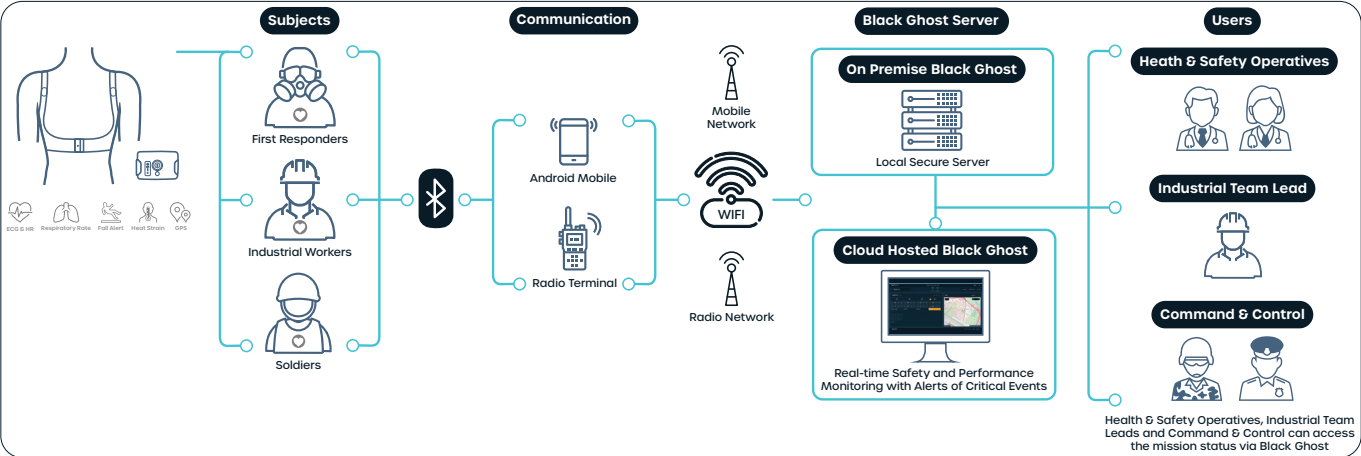 Subjects
Communication
Black Ghost Server
Users
ECG & HR
Respiratory Rate
Fall Alert
Heat Strain
GPS
First Responders
Industrial Workers
Soldiers
Android Mobile
Radio Terminal
Mobile
Network
WIFI
Radio Network
On Premise Black Ghost
Local Secure Server
Cloud Hosted Black Ghost
Real-time Safety and Performance
Monitoring with Alerts of Critical Events
Heath & Safety Operatives
Industrial Team Lead
Command & Control
Health & Safety Operatives, Industrial Team
Leads and Command & Control can access
the mission status via Black Ghost